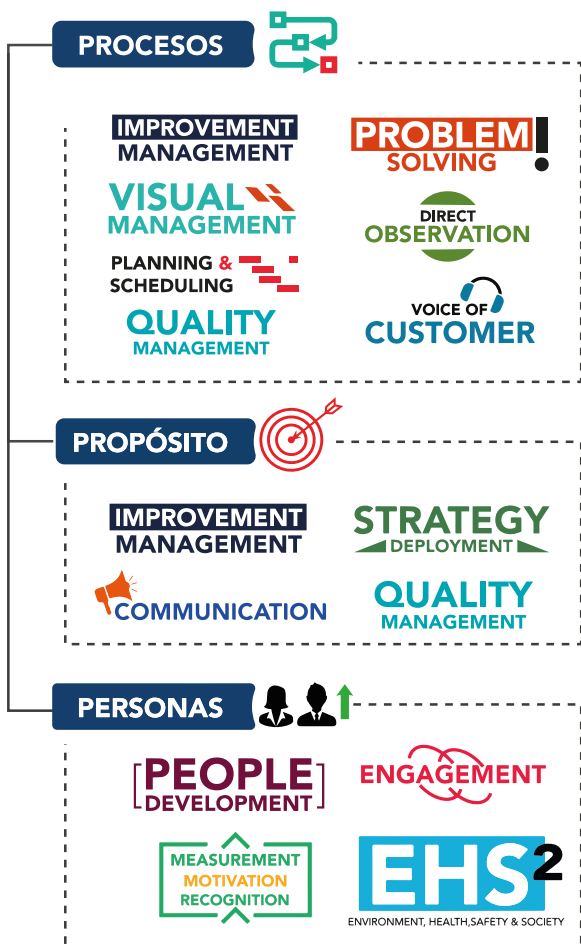 PROCESOS
IMPROVEMENT
MANAGEMENT
PROBLEM!
SOLVING
VISUAL
MANAGEMENT
DIRECT
OBSERVATION
PLANNING &
SCHEDULING
VOICE OF
CUSTOMER
QUALITY
MANAGEMENT
PROPÓSITO
IMPROVEMENT
MANAGEMENT
STRATEGY
DEPLOYMENT
COMMUNICATION
QUALITY
MANAGEMENT
PERSONAS
[PEOPLE
DEVELOPMENT]
ENGAGEMENT
MEASUREMENT
MOTIVATION
RECOGNITION
EHS²
ENVIRONMENT, HEALTH,SAFETY & SOCIETY